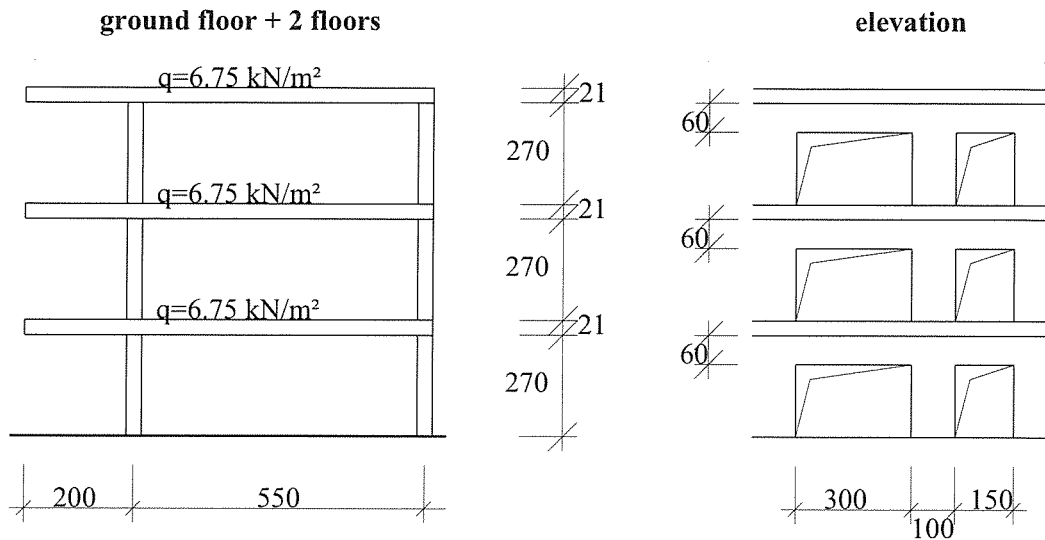 ground floor + 2 floors
elevation
q=6.75 kN/m²
21
60
270
q=6.75 kN/m²
21
60
270
q=6.75 kN/m²
21
60
270
200
550
300
150
100